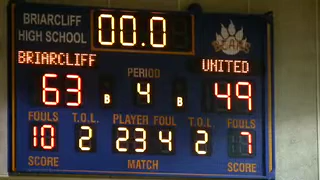 BRIARCLIFF
HIGH SCHOOL
00.0
BRIARCLIFF
UNITED
PERIOD
63 B 4 B 49
FOULS T.O.L. PLAYER FOUL T.O.L. FOULS
10 2 23 4 2 7
SCORE MATCH SCORE